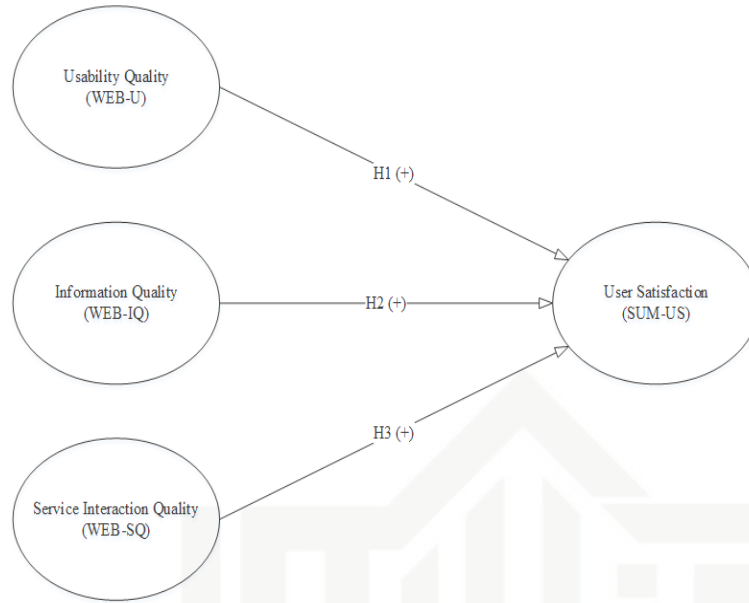 Usability Quality
(WEB-U)
H1 (+)
Information Quality
(WEB-IQ)
H2 (+)
User Satisfaction
(SUM-US)
H3 (+)
Service Interaction Quality
(WEB-SQ)